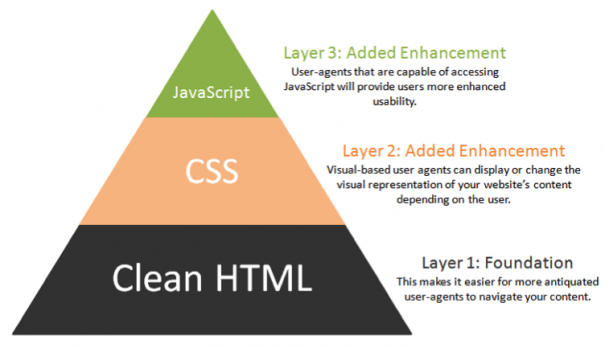 Layer 3: Added Enhancement
User-agents that are capable of accessing
JavaScript will provide users more enhanced
usability.
JavaScript
Layer 2: Added Enhancement
Visual-based user agents can display or change the
visual representation of your website's content
depending on the user.
CSS
Layer 1: Foundation
This makes it easier for more antiquated
user-agents to navigate your content.
Clean HTML